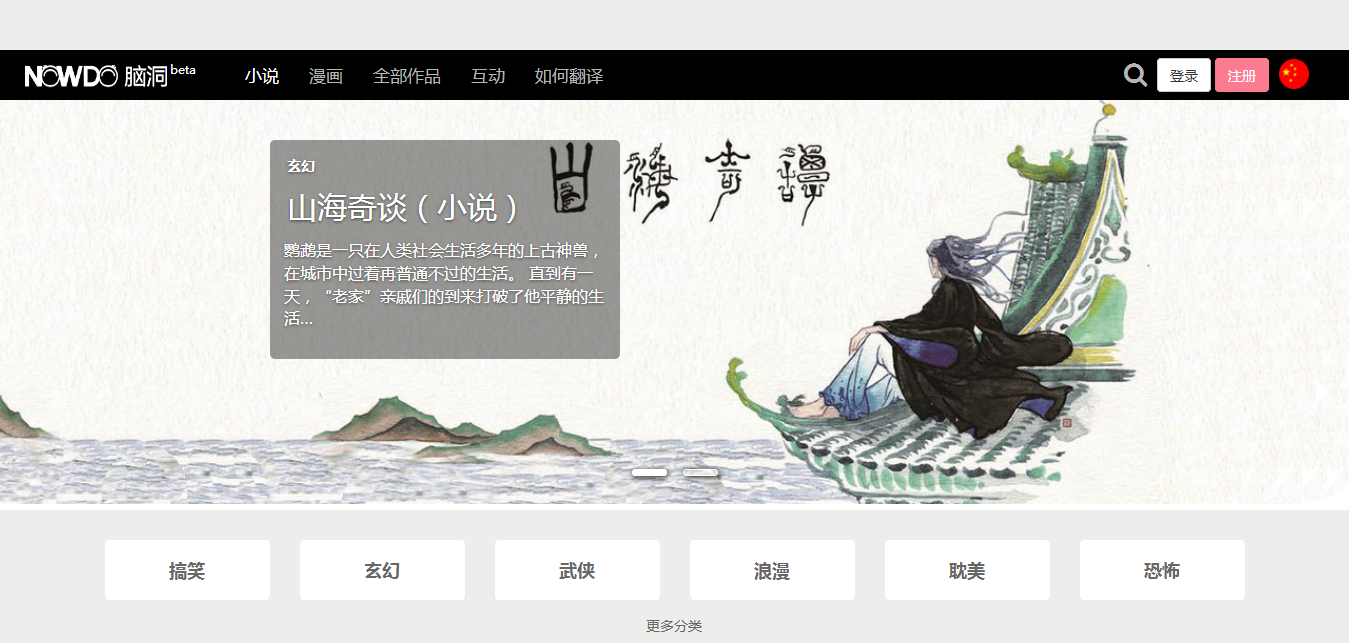 NOWDO 脑洞 beta
小说 漫画 全部作品 互动 如何翻译
登录 注册
玄幻
山海奇谈（小说）
鹦鹉是一只在人类社会生活多年的上古神兽，
在城市中过着再普通不过的生活。 直到有一
天，“老家”亲戚们的到来打破了他平静的生
活...
山海奇譚
搞笑 玄幻 武侠 浪漫 耽美 恐怖
更多分类